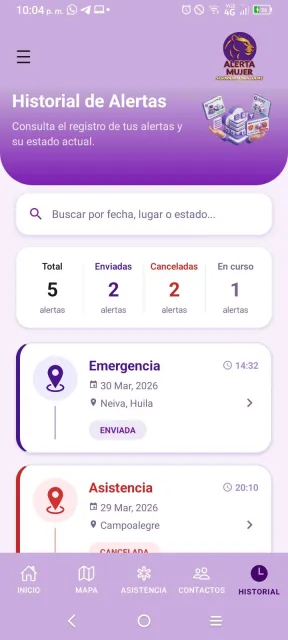 10:04 p. m.
4G
ALERTA
MUJER
Historial de Alertas
Consulta el registro de tus alertas y
su estado actual.
Buscar por fecha, lugar o estado...
Total Enviadas Canceladas En curso
5 2 2 1
alertas alertas alertas alertas
Emergencia 14:32
30 Mar, 2026
Neiva, Huila
ENVIADA
Asistencia 20:10
29 Mar, 2026
Campoalegre
CANCELADA
INICIO MAPA ASISTENCIA CONTACTOS HISTORIAL